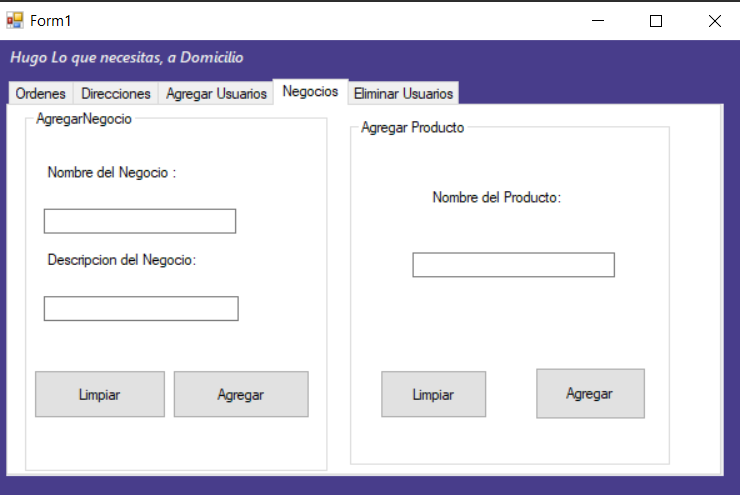 Form1
Hugo Lo que necesitas, a Domicilio
Ordenes Direcciones Agregar Usuarios Negocios Eliminar Usuarios
AgregarNegocio
Nombre del Negocio :
Descripcion del Negocio:
Limpiar Agregar
Agregar Producto
Nombre del Producto:
Limpiar Agregar